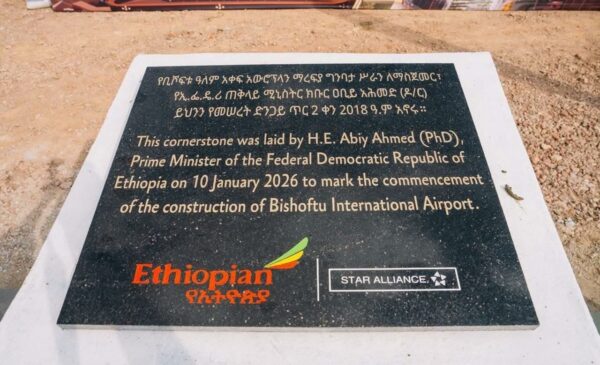 የቢሾፍቱ ዓለም አቀፍ አውሮፕላን ማረፍያ ግንባታ ሥራን ለማስጀመር፣
የኢ.ፌ.ዴ.ሪ ጠቅላይ ሚኒስትር ክቡር ዐቢይ አሕመድ (ዶ/ር)
ይህንን የመሠረት ድንጋይ ጥር 2 ቀን 2018 ዓ.ም አኖሩ።
This cornerstone was laid by H.E. Abiy Ahmed (PhD),
Prime Minister of the Federal Democratic Republic of
Ethiopia on 10 January 2026 to mark the commencement
of the construction of Bishoftu International Airport.
Ethiopian
የኢትዮጵያ
STAR ALLIANCE